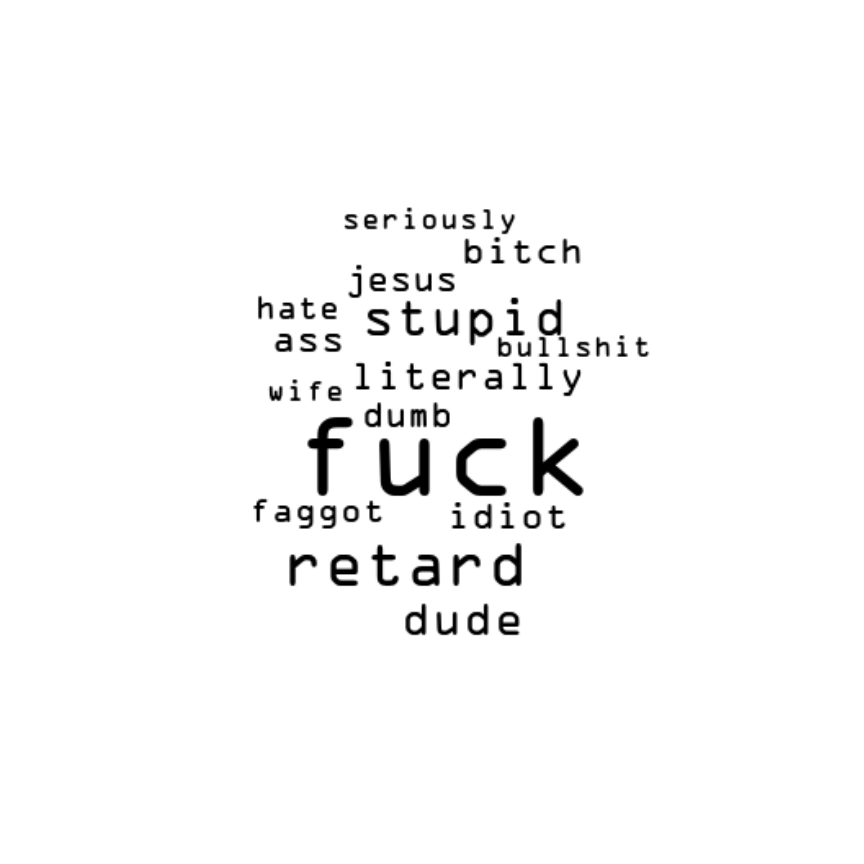 seriously
bitch
jesus
hate
stupid
ass
bullshit
literally
wife
dumb
fuck
faggot
idiot
retard
dude